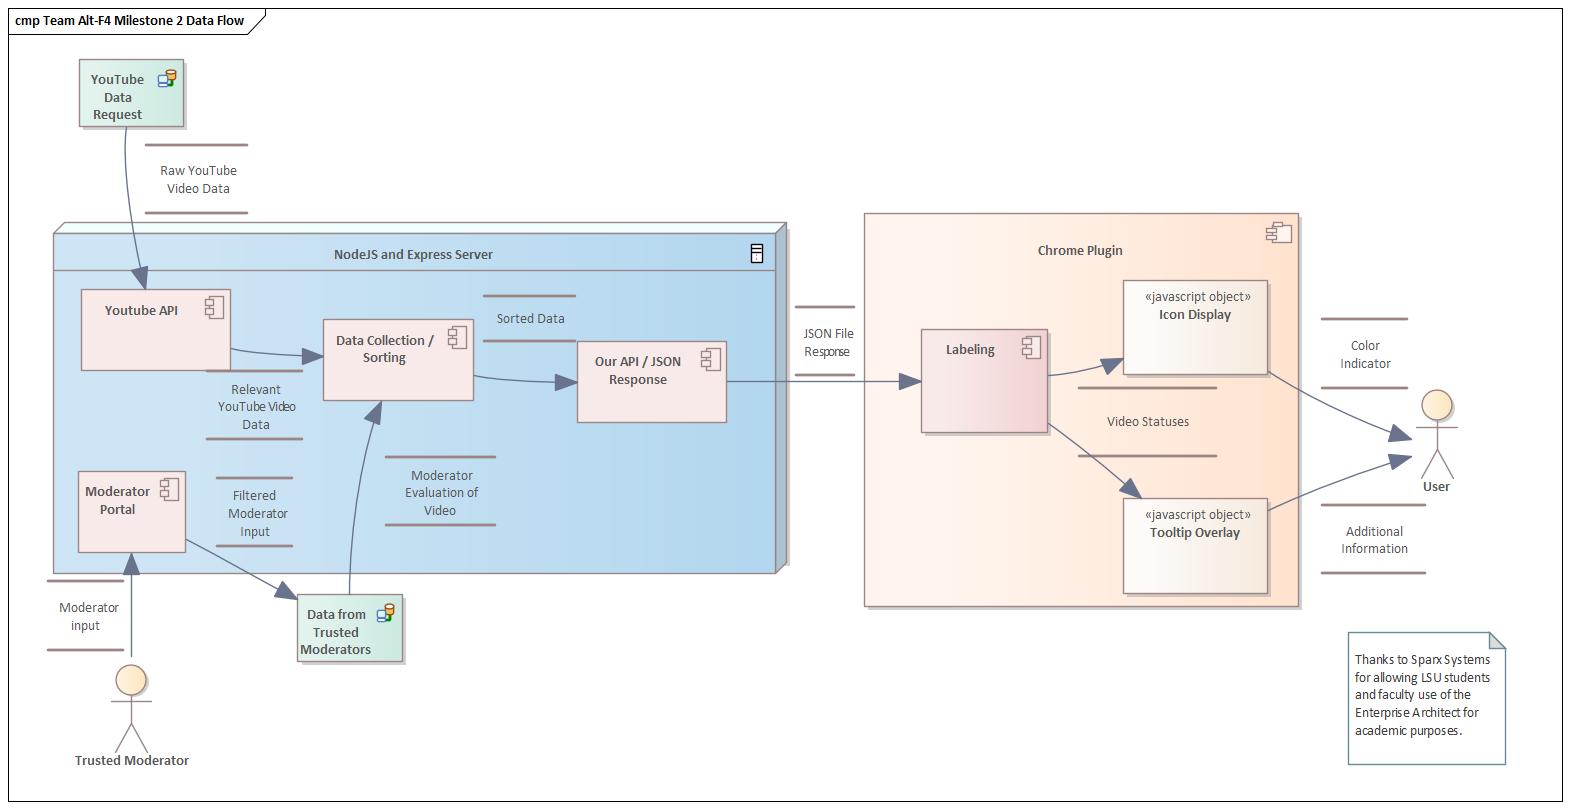 cmp Team Alt-F4 Milestone 2 Data Flow
YouTube
Data
Request
Raw YouTube
Video Data
NodeJS and Express Server
Youtube API
Data Collection /
Sorting
Sorted Data
Our API / JSON
Response
Relevant
YouTube Video
Data
Moderator
Portal
Filtered
Moderator
Input
Moderator
Evaluation of
Video
Moderator
input
Data from
Trusted
Moderators
Trusted Moderator
JSON File
Response
Chrome Plugin
Labeling
«javascript object»
Icon Display
Video Statuses
«javascript object»
Tooltip Overlay
Color
Indicator
User
Additional
Information
Thanks to Sparx Systems
for allowing LSU students
and faculty use of the
Enterprise Architect for
academic purposes.